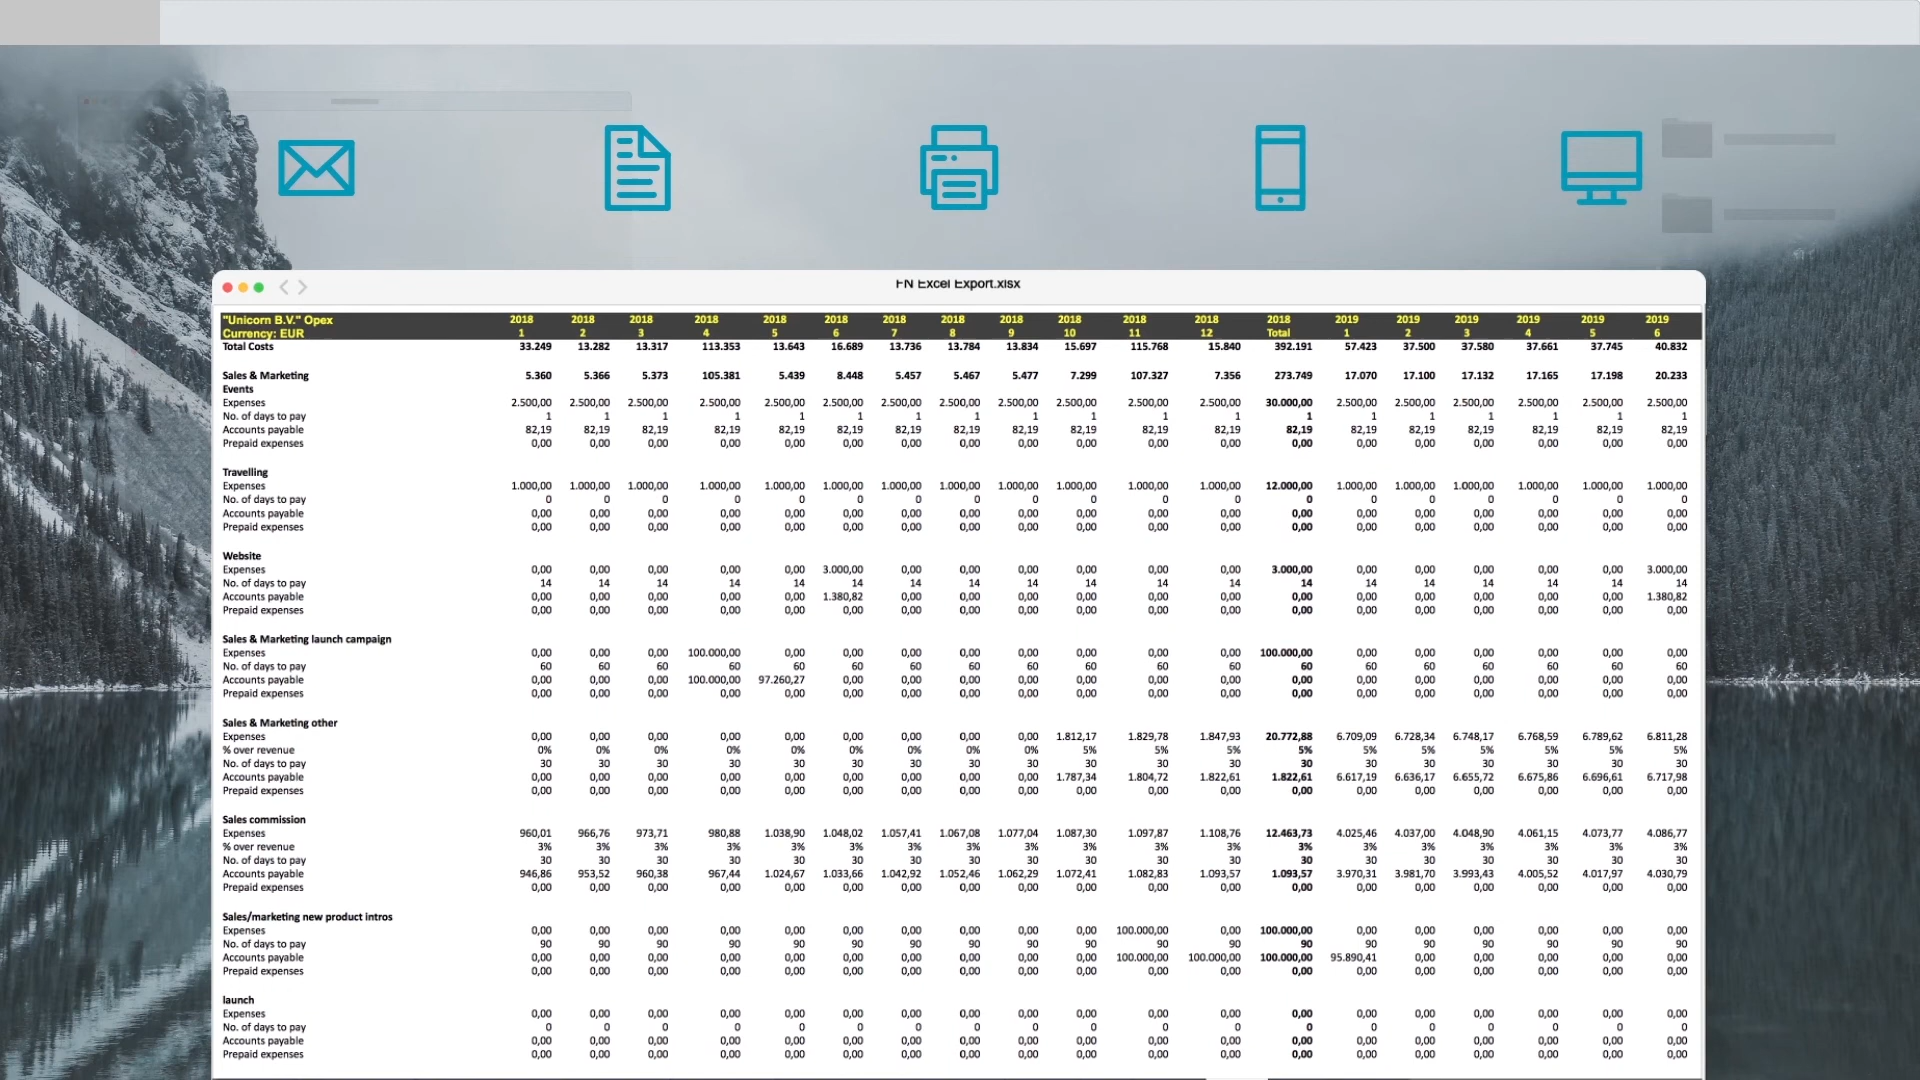 FN Excel Export.xlsx
"Unicorn B.V." Opex 2018 2018 2018 2018 2018 2018 2018 2018 2018 2018 2018 2018 2018 2019 2019 2019 2019 2019 2019
Currency: EUR 1 2 3 4 5 6 7 8 9 10 11 12 Total 1 2 3 4 5 6
Total Costs 33.249 13.282 13.317 113.353 13.643 16.689 13.736 13.784 13.834 15.697 115.768 15.840 392.191 57.423 37.500 37.580 37.661 37.745 40.832
Sales & Marketing 5.360 5.366 5.373 105.381 5.439 8.448 5.457 5.467 5.477 7.299 107.327 7.356 273.749 17.070 17.100 17.132 17.165 17.198 20.233
Events
Expenses 2.500,00 2.500,00 2.500,00 2.500,00 2.500,00 2.500,00 2.500,00 2.500,00 2.500,00 2.500,00 2.500,00 2.500,00 30.000,00 2.500,00 2.500,00 2.500,00 2.500,00 2.500,00 2.500,00
No. of days to pay 1 1 1 1 1 1 1 1 1 1 1 1 1 1 1 1 1 1 1
Accounts payable 82,19 82,19 82,19 82,19 82,19 82,19 82,19 82,19 82,19 82,19 82,19 82,19 82,19 82,19 82,19 82,19 82,19 82,19 82,19
Prepaid expenses 0,00 0,00 0,00 0,00 0,00 0,00 0,00 0,00 0,00 0,00 0,00 0,00 0,00 0,00 0,00 0,00 0,00 0,00 0,00
Travelling
Expenses 1.000,00 1.000,00 1.000,00 1.000,00 1.000,00 1.000,00 1.000,00 1.000,00 1.000,00 1.000,00 1.000,00 1.000,00 12.000,00 1.000,00 1.000,00 1.000,00 1.000,00 1.000,00 1.000,00
No. of days to pay 0 0 0 0 0 0 0 0 0 0 0 0 0 0 0 0 0 0 0
Accounts payable 0,00 0,00 0,00 0,00 0,00 0,00 0,00 0,00 0,00 0,00 0,00 0,00 0,00 0,00 0,00 0,00 0,00 0,00 0,00
Prepaid expenses 0,00 0,00 0,00 0,00 0,00 0,00 0,00 0,00 0,00 0,00 0,00 0,00 0,00 0,00 0,00 0,00 0,00 0,00 0,00
Website
Expenses 0,00 0,00 0,00 0,00 0,00 3.000,00 0,00 0,00 0,00 0,00 0,00 0,00 3.000,00 0,00 0,00 0,00 0,00 0,00 3.000,00
No. of days to pay 14 14 14 14 14 14 14 14 14 14 14 14 14 14 14 14 14 14 14
Accounts payable 0,00 0,00 0,00 0,00 0,00 1.380,82 0,00 0,00 0,00 0,00 0,00 0,00 0,00 0,00 0,00 0,00 0,00 0,00 1.380,82
Prepaid expenses 0,00 0,00 0,00 0,00 0,00 0,00 0,00 0,00 0,00 0,00 0,00 0,00 0,00 0,00 0,00 0,00 0,00 0,00 0,00
Sales & Marketing launch campaign
Expenses 0,00 0,00 0,00 100.000,00 0,00 0,00 0,00 0,00 0,00 0,00 0,00 0,00 100.000,00 0,00 0,00 0,00 0,00 0,00 0,00
No. of days to pay 60 60 60 60 60 60 60 60 60 60 60 60 60 60 60 60 60 60 60
Accounts payable 0,00 0,00 0,00 100.000,00 97.260,27 0,00 0,00 0,00 0,00 0,00 0,00 0,00 0,00 0,00 0,00 0,00 0,00 0,00 0,00
Prepaid expenses 0,00 0,00 0,00 0,00 0,00 0,00 0,00 0,00 0,00 0,00 0,00 0,00 0,00 0,00 0,00 0,00 0,00 0,00 0,00
Sales & Marketing other
Expenses 0,00 0,00 0,00 0,00 0,00 0,00 0,00 0,00 0,00 1.812,17 1.829,78 1.847,93 20.772,88 6.709,09 6.728,34 6.748,17 6.768,59 6.789,62 6.811,28
% over revenue 0% 0% 0% 0% 0% 0% 0% 0% 0% 5% 5% 5% 5% 5% 5% 5% 5% 5% 5%
No. of days to pay 30 30 30 30 30 30 30 30 30 30 30 30 30 30 30 30 30 30 30
Accounts payable 0,00 0,00 0,00 0,00 0,00 0,00 0,00 0,00 0,00 1.787,34 1.804,72 1.822,61 1.822,61 6.617,19 6.636,17 6.655,72 6.675,86 6.696,61 6.717,98
Prepaid expenses 0,00 0,00 0,00 0,00 0,00 0,00 0,00 0,00 0,00 0,00 0,00 0,00 0,00 0,00 0,00 0,00 0,00 0,00 0,00
Sales commission
Expenses 960,01 966,76 973,71 980,88 1.038,90 1.048,02 1.057,41 1.067,08 1.077,04 1.087,30 1.097,87 1.108,76 12.463,73 4.025,46 4.037,00 4.048,90 4.061,15 4.073,77 4.086,77
% over revenue 3% 3% 3% 3% 3% 3% 3% 3% 3% 3% 3% 3% 3% 3% 3% 3% 3% 3% 3%
No. of days to pay 30 30 30 30 30 30 30 30 30 30 30 30 30 30 30 30 30 30 30
Accounts payable 946,86 953,52 960,38 967,44 1.024,67 1.033,66 1.042,92 1.052,46 1.062,29 1.072,41 1.082,83 1.093,57 1.093,57 3.970,31 3.981,70 3.993,43 4.005,52 4.017,97 4.030,79
Prepaid expenses 0,00 0,00 0,00 0,00 0,00 0,00 0,00 0,00 0,00 0,00 0,00 0,00 0,00 0,00 0,00 0,00 0,00 0,00 0,00
Sales/marketing new product intros
Expenses 0,00 0,00 0,00 0,00 0,00 0,00 0,00 0,00 0,00 0,00 100.000,00 0,00 100.000,00 0,00 0,00 0,00 0,00 0,00 0,00
No. of days to pay 90 90 90 90 90 90 90 90 90 90 90 90 90 90 90 90 90 90 90
Accounts payable 0,00 0,00 0,00 0,00 0,00 0,00 0,00 0,00 0,00 0,00 100.000,00 100.000,00 100.000,00 95.890,41 0,00 0,00 0,00 0,00 0,00
Prepaid expenses 0,00 0,00 0,00 0,00 0,00 0,00 0,00 0,00 0,00 0,00 0,00 0,00 0,00 0,00 0,00 0,00 0,00 0,00 0,00
launch
Expenses 0,00 0,00 0,00 0,00 0,00 0,00 0,00 0,00 0,00 0,00 0,00 0,00 0,00 0,00 0,00 0,00 0,00 0,00 0,00
No. of days to pay 0 0 0 0 0 0 0 0 0 0 0 0 0 0 0 0 0 0 0
Accounts payable 0,00 0,00 0,00 0,00 0,00 0,00 0,00 0,00 0,00 0,00 0,00 0,00 0,00 0,00 0,00 0,00 0,00 0,00 0,00
Prepaid expenses 0,00 0,00 0,00 0,00 0,00 0,00 0,00 0,00 0,00 0,00 0,00 0,00 0,00 0,00 0,00 0,00 0,00 0,00 0,00